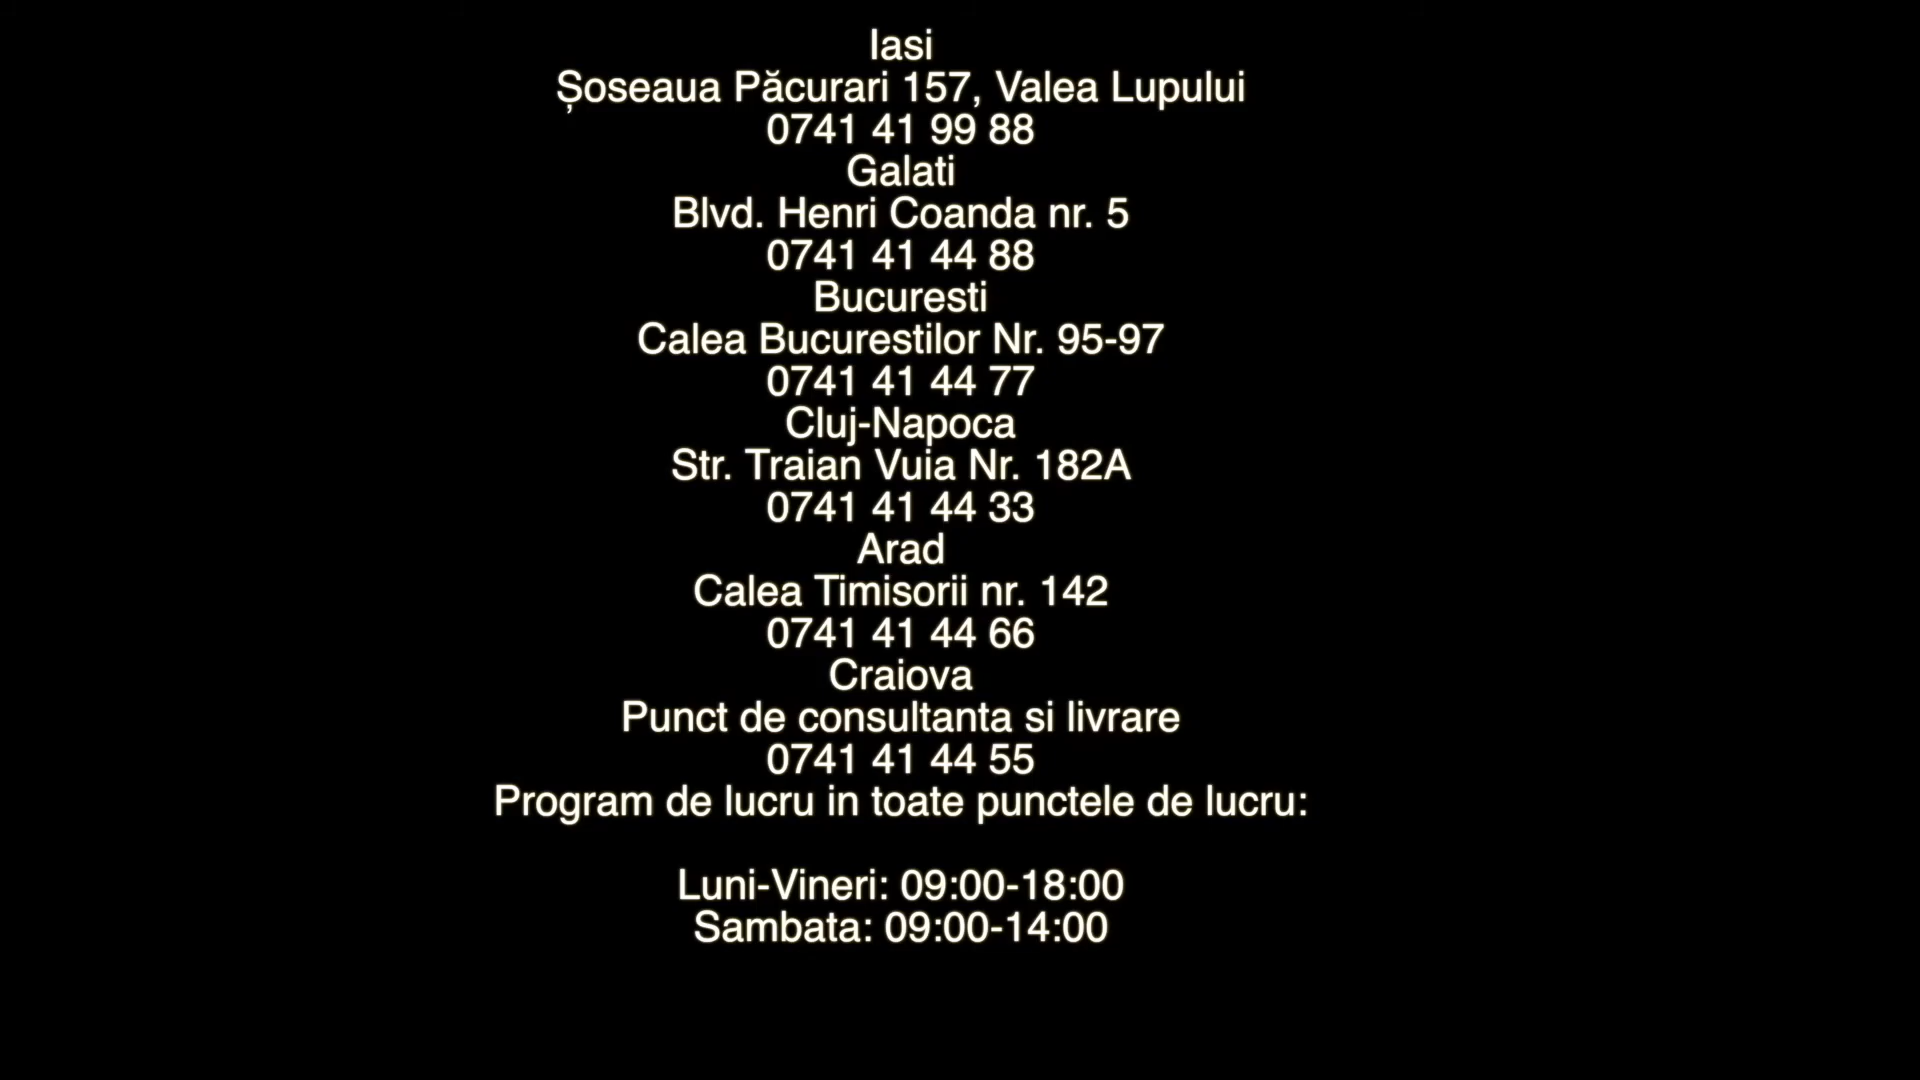 Iasi
Șoseaua Păcurari 157, Valea Lupului
0741 41 99 88
Galati
Blvd. Henri Coanda nr. 5
0741 41 44 88
Bucuresti
Calea Bucurestilor Nr. 95-97
0741 41 44 77
Cluj-Napoca
Str. Traian Vuia Nr. 182A
0741 41 44 33
Arad
Calea Timisorii nr. 142
0741 41 44 66
Craiova
Punct de consultanta si livrare
0741 41 44 55
Program de lucru in toate punctele de lucru:
Luni-Vineri: 09:00-18:00
Sambata: 09:00-14:00